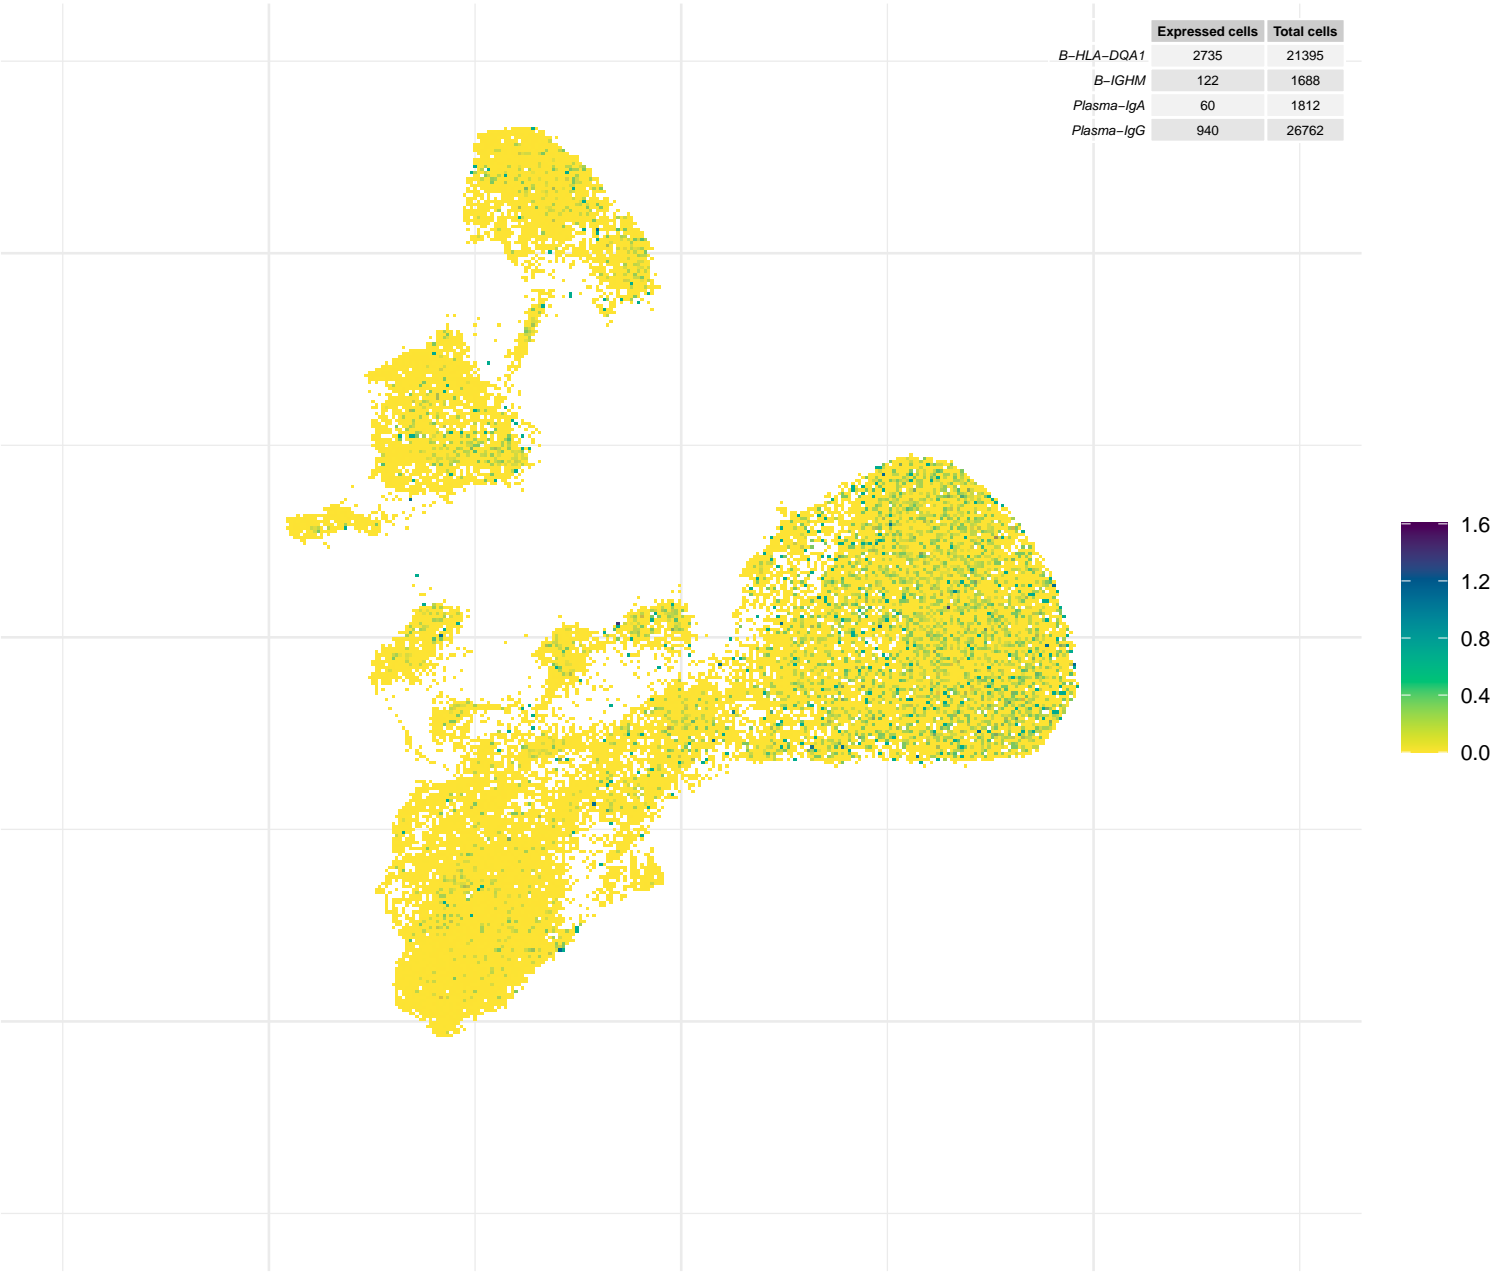 Expressed cells Total cells
B-HLA-DQA1 2735 21395
B-IGHM 122 1688
Plasma-IgA 60 1812
Plasma-IgG 940 26762
1.6
1.2
0.8
0.4
0.0